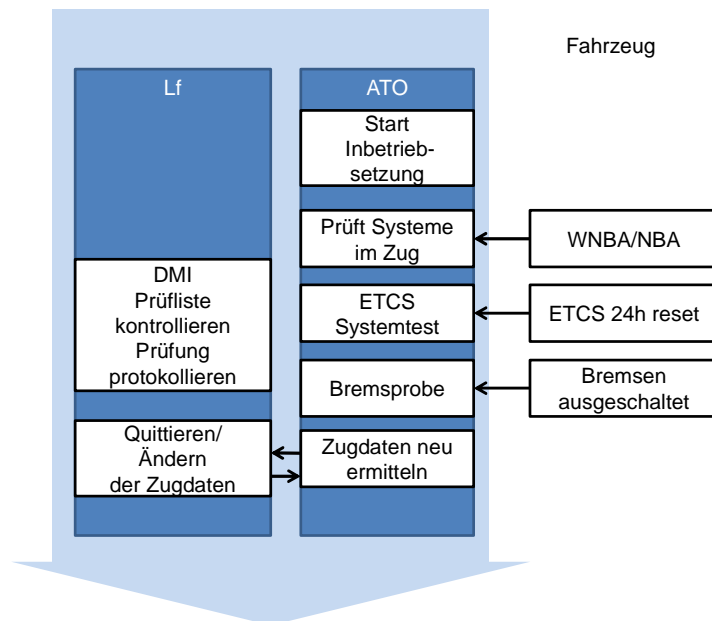 Fahrzeug
Lf
ATO
Start
Inbetrieb-
setzung
Prüft Systeme
im Zug
WNBA/NBA
DMI
Prüfliste
kontrollieren
Prüfung
protokollieren
ETCS
Systemtest
ETCS 24h reset
Bremsprobe
Bremsen
ausgeschaltet
Quittieren/
Ändern
der Zugdaten
Zugdaten neu
ermitteln